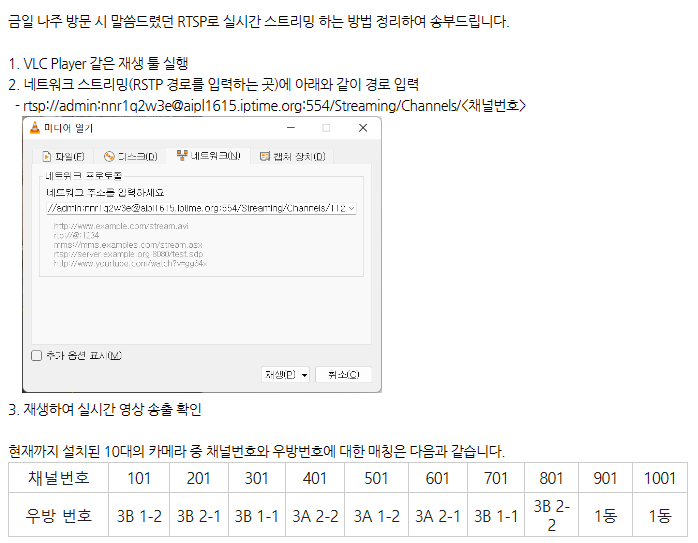 금일 나주 방문 시 말씀드렸던 RTSP로 실시간 스트리밍 하는 방법 정리하여 송부드립니다.
1. VLC Player 같은 재생 툴 실행
2. 네트워크 스트리밍(RSTP 경로를 입력하는 곳)에 아래와 같이 경로 입력
- rtsp://admin:nnr1q2w3e@aipl1615.iptime.org:554/Streaming/Channels/<채널번호>
미디어 열기
파일(F) 디스크(D) 네트워크(N) 캡처 장치(D)
네트워크 프로토콜
네트워크 주소를 입력하세요:
//admin:nnr1q2w3e@aipl1615.iptime.org:554/Streaming/Channels/112
http://www.example.com/stream.avi
rtp://@:1234
mms://mms.examples.com/stream.asx
rtsp://server.example.org:8080/test.sdp
http://www.yourtube.com/watch?v=gg64x
추가 옵션 표시(M)
재생(P) 취소(C)
3. 재생하여 실시간 영상 송출 확인
현재까지 설치된 10대의 카메라 중 채널번호와 우방번호에 대한 매칭은 다음과 같습니다.
채널번호 101 201 301 401 501 601 701 801 901 1001
우방 번호 3B 1-2 3B 2-1 3B 1-1 3A 2-2 3A 1-2 3A 2-1 3B 1-1 3B 2-2 1동 1동